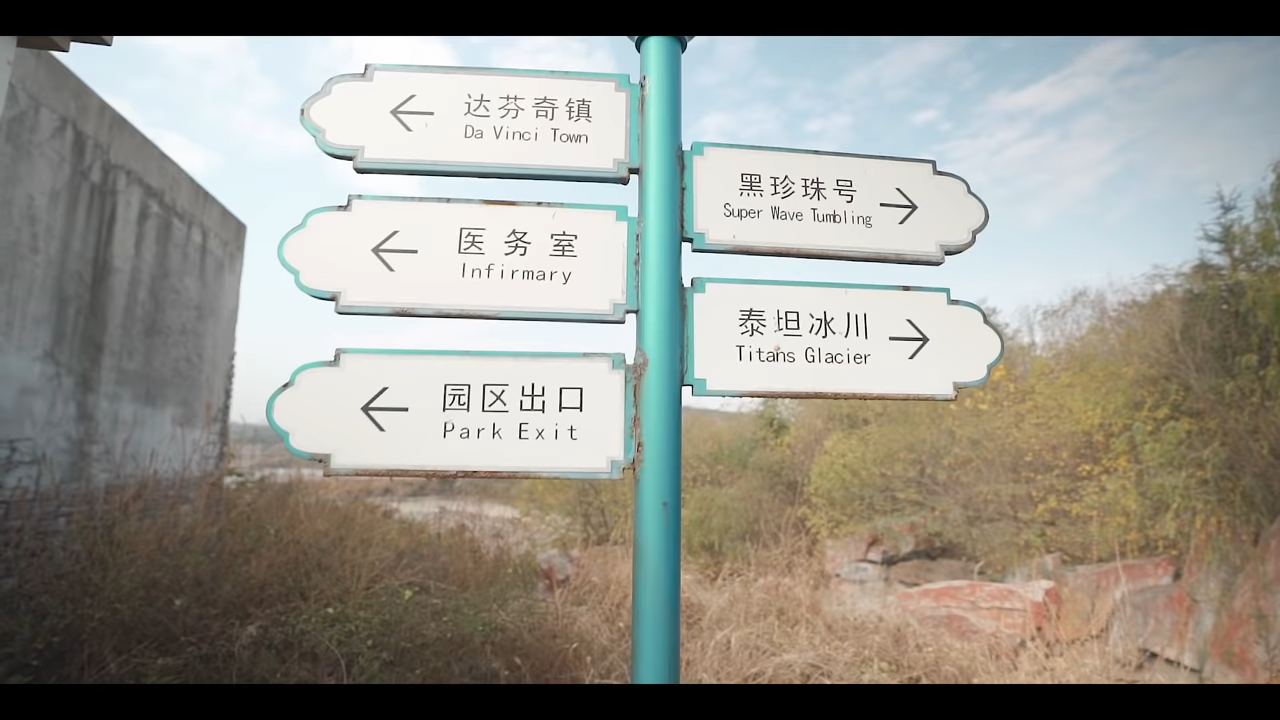 达芬奇镇
Da Vinci Town
医务室
Infirmary
园区出口
Park Exit
黑珍珠号
Super Wave Tumbling
泰坦冰川
Titans Glacier